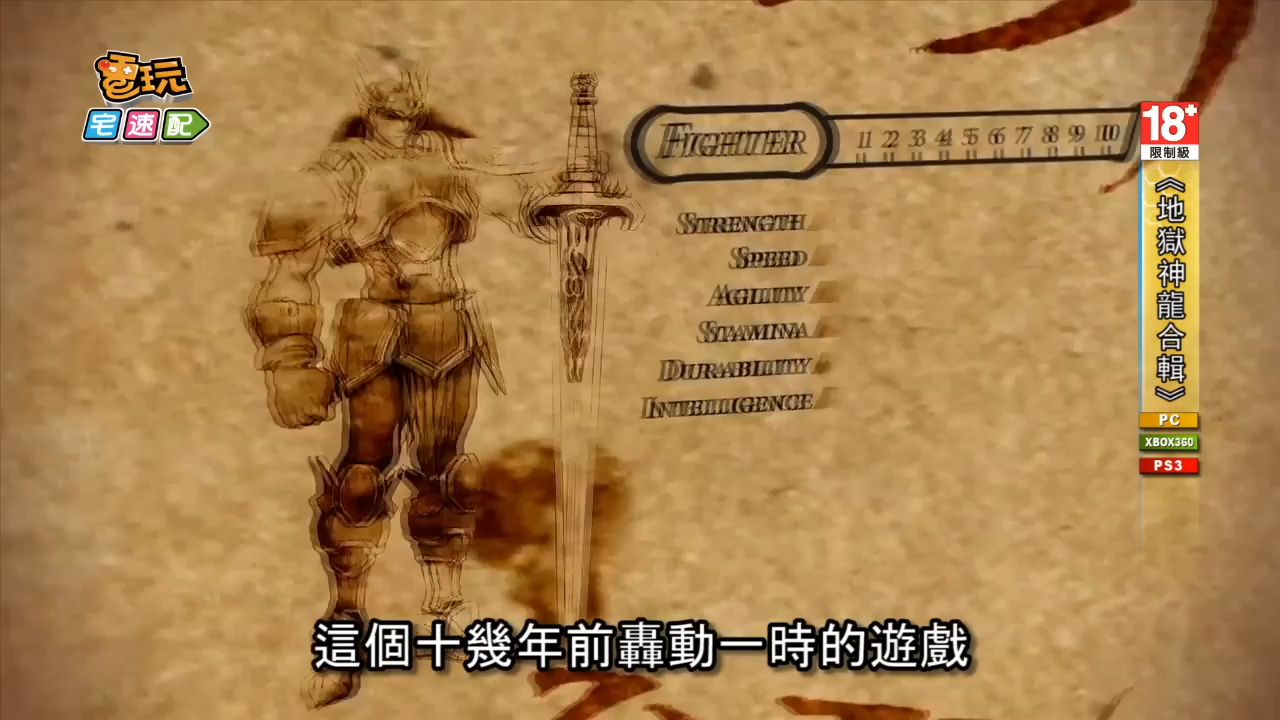 電玩
宅速配
FIGHTER 1 2 3 4 5 6 7 8 9 10
STRENGTH
SPEED
AGILITY
STAMINA
DURABILITY
INTELLIGENCE
18+
限制級
《地獄神龍合輯》
PC
XBOX360
PS3
這個十幾年前轟動一時的遊戲